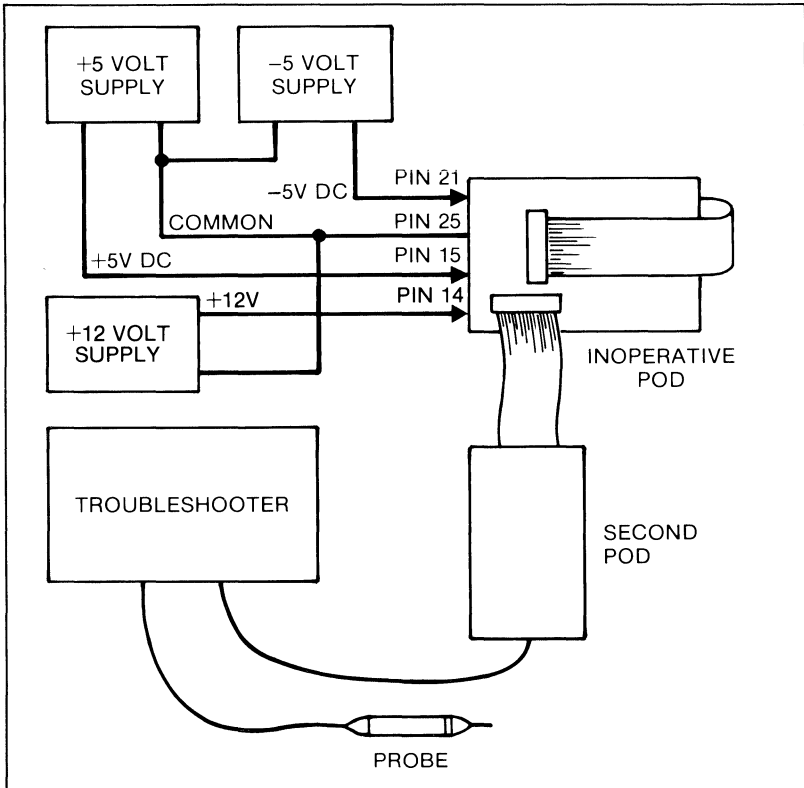 +5 VOLT
SUPPLY
−5 VOLT
SUPPLY
−5V DC
PIN 21
COMMON
PIN 25
+5V DC
PIN 15
+12V
PIN 14
+12 VOLT
SUPPLY
INOPERATIVE
POD
TROUBLESHOOTER
SECOND
POD
PROBE